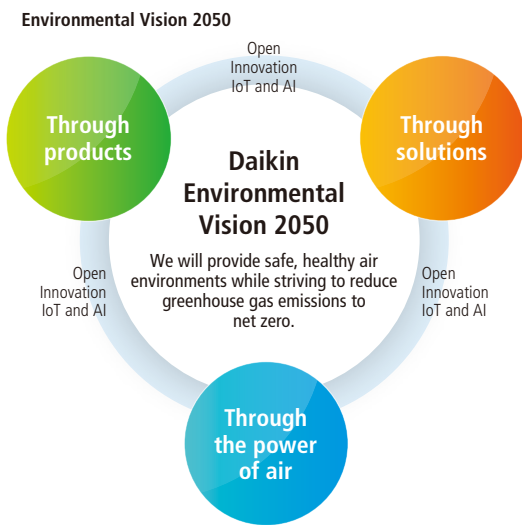 Environmental Vision 2050
Open
Innovation
IoT and AI
Through
products
Through
solutions
Daikin
Environmental
Vision 2050
We will provide safe, healthy air
environments while striving to reduce
greenhouse gas emissions to
net zero.
Open
Innovation
IoT and AI
Open
Innovation
IoT and AI
Through
the power
of air